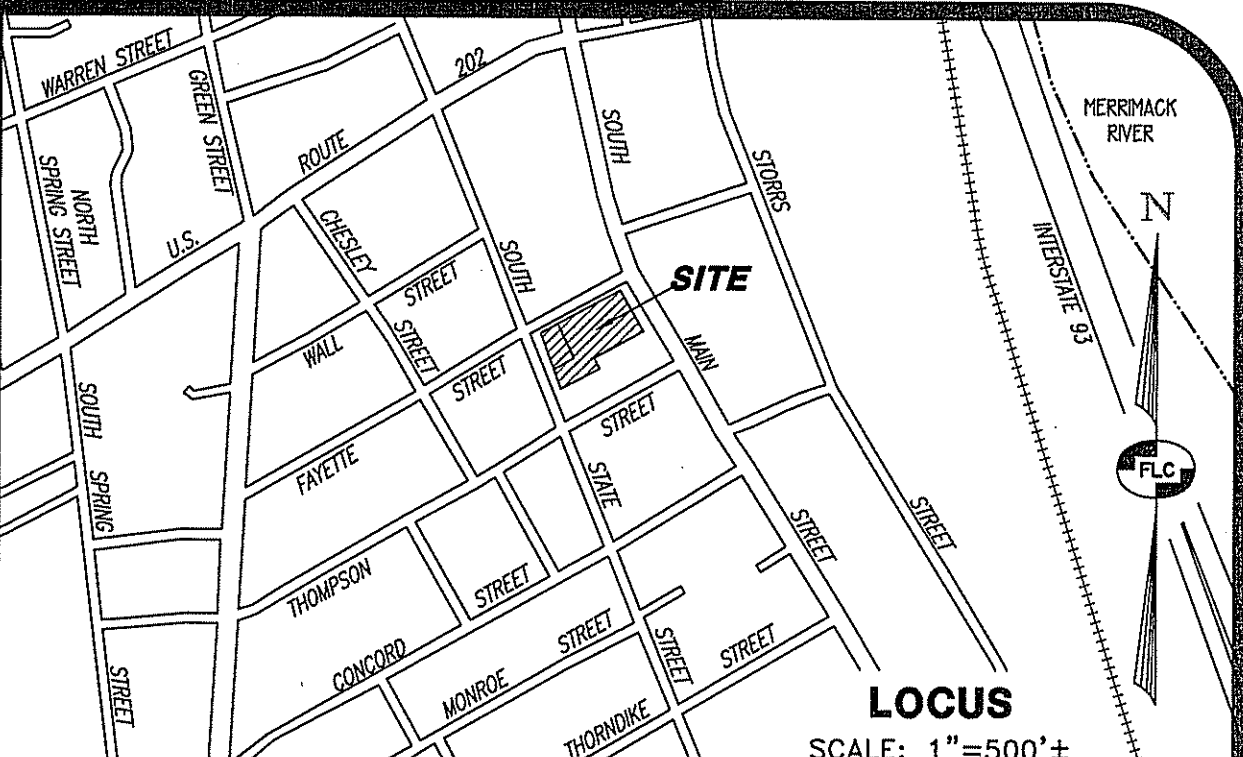 WARREN STREET
GREEN STREET
U.S. ROUTE 202
NORTH
SPRING STREET
SOUTH SPRING STREET
CHESLEY STREET
WALL STREET
FAYETTE STREET
THOMPSON STREET
CONCORD STREET
MONROE STREET
THORNDIKE STREET
SOUTH STATE STREET
SOUTH MAIN STREET
STORRS STREET
SITE
INTERSTATE 93
MERRIMACK
RIVER
N
FLC
LOCUS
SCALE: 1"=500'±